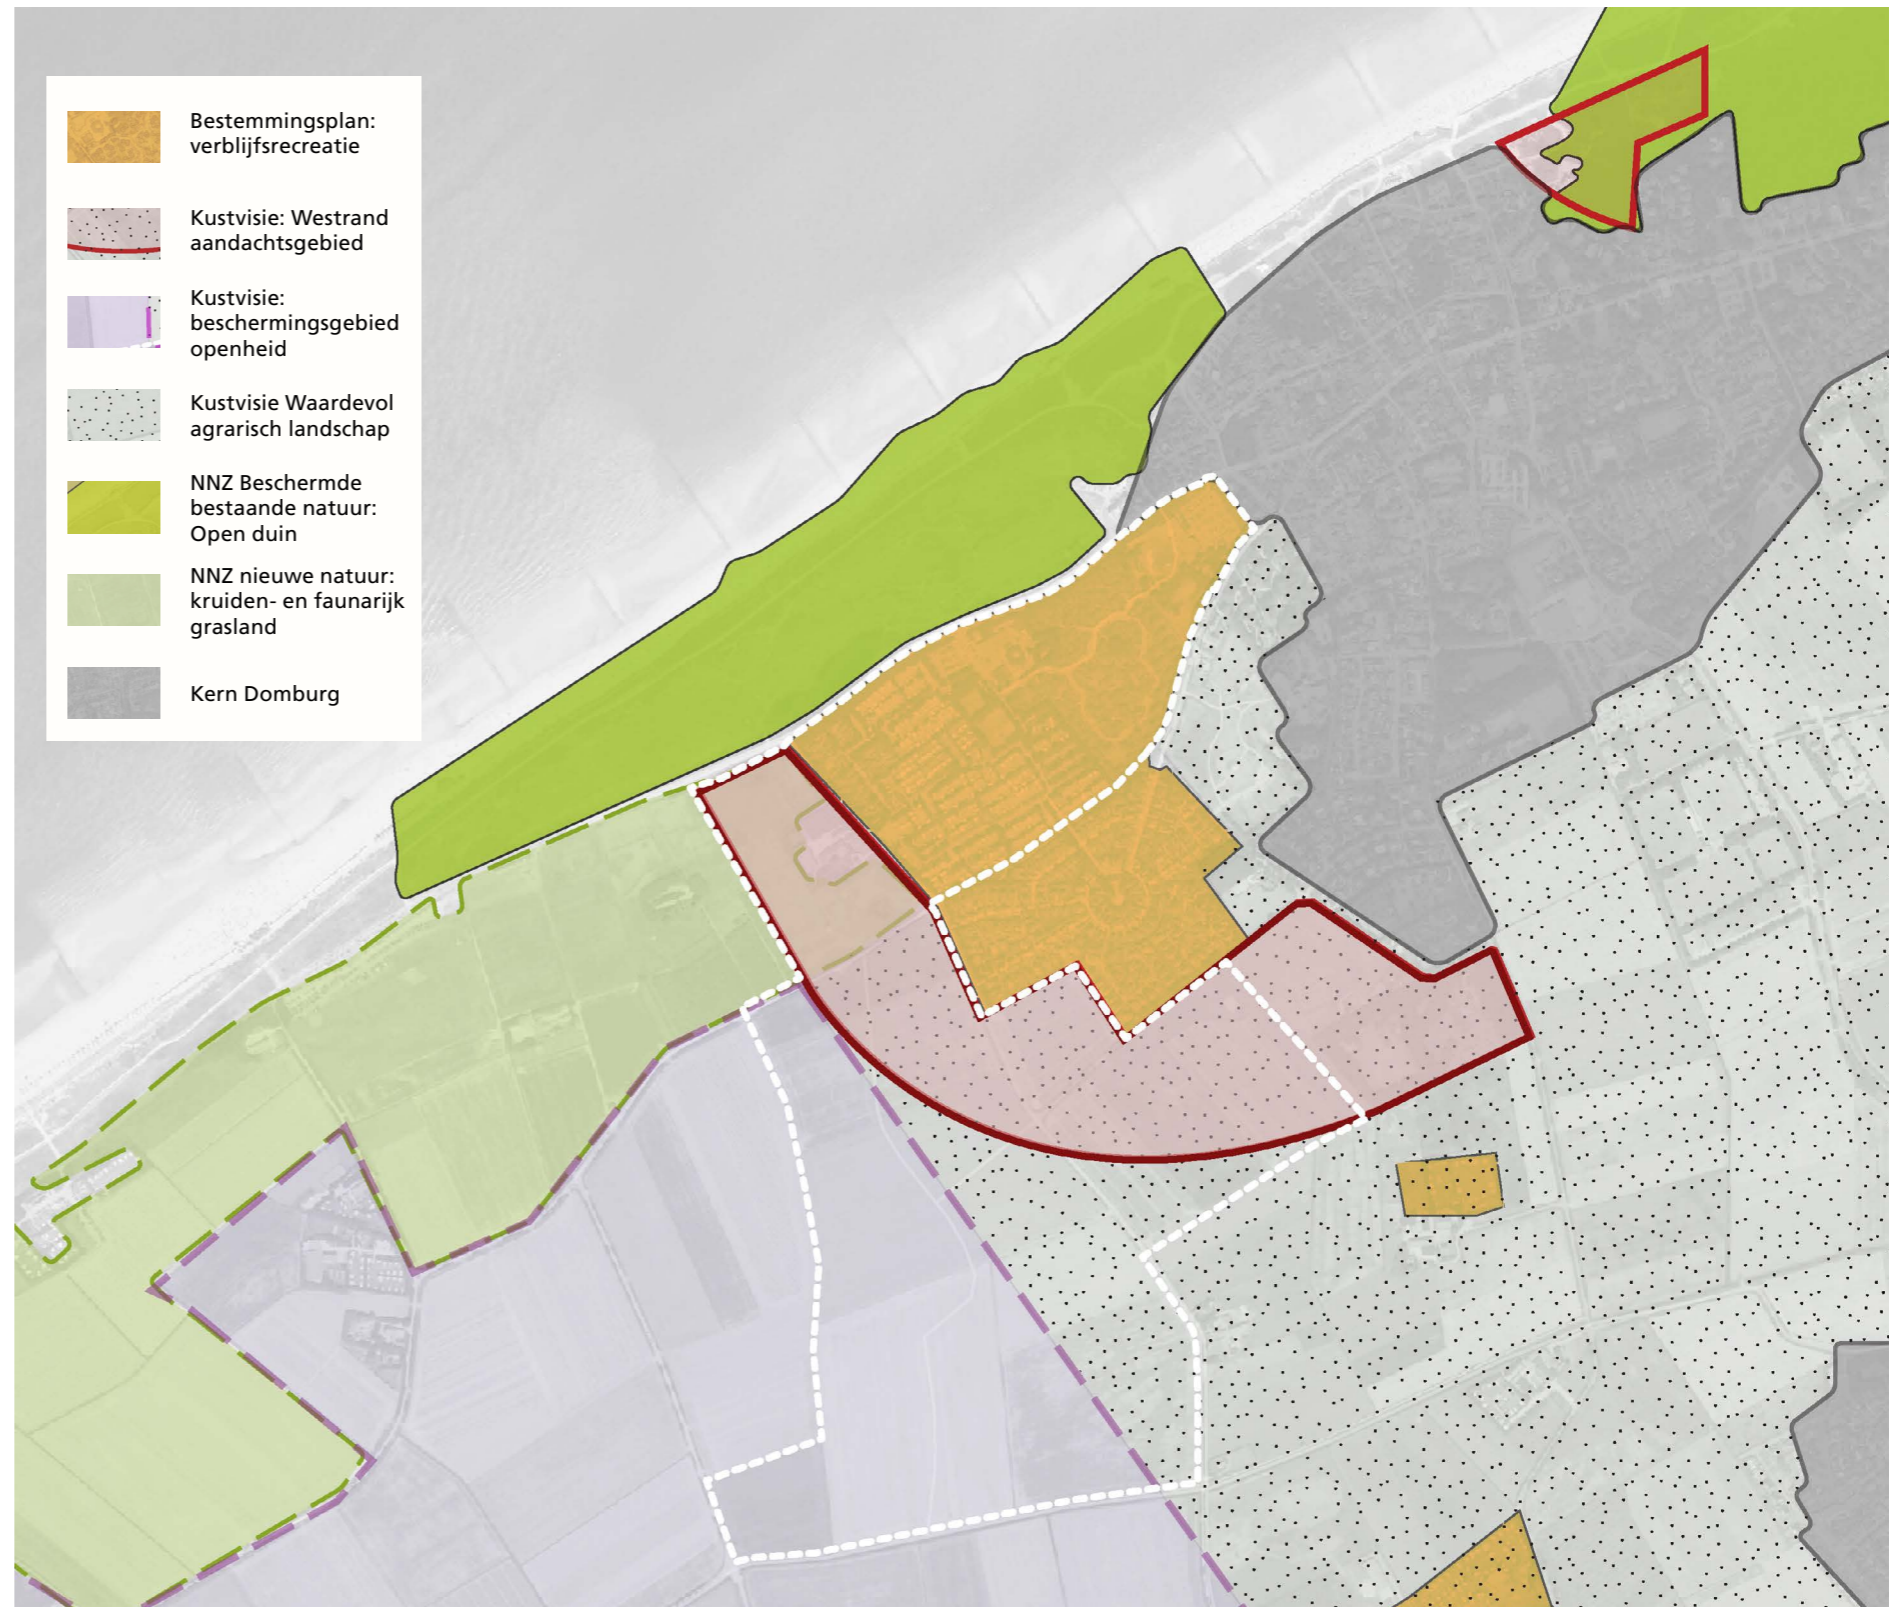 Bestemmingsplan:
verblijfsrecreatie
Kustvisie: Westrand
aandachtsgebied
Kustvisie:
beschermingsgebied
openheid
Kustvisie Waardevol
agrarisch landschap
NNZ Beschermde
bestaande natuur:
Open duin
NNZ nieuwe natuur:
kruiden- en faunarijk
grasland
Kern Domburg